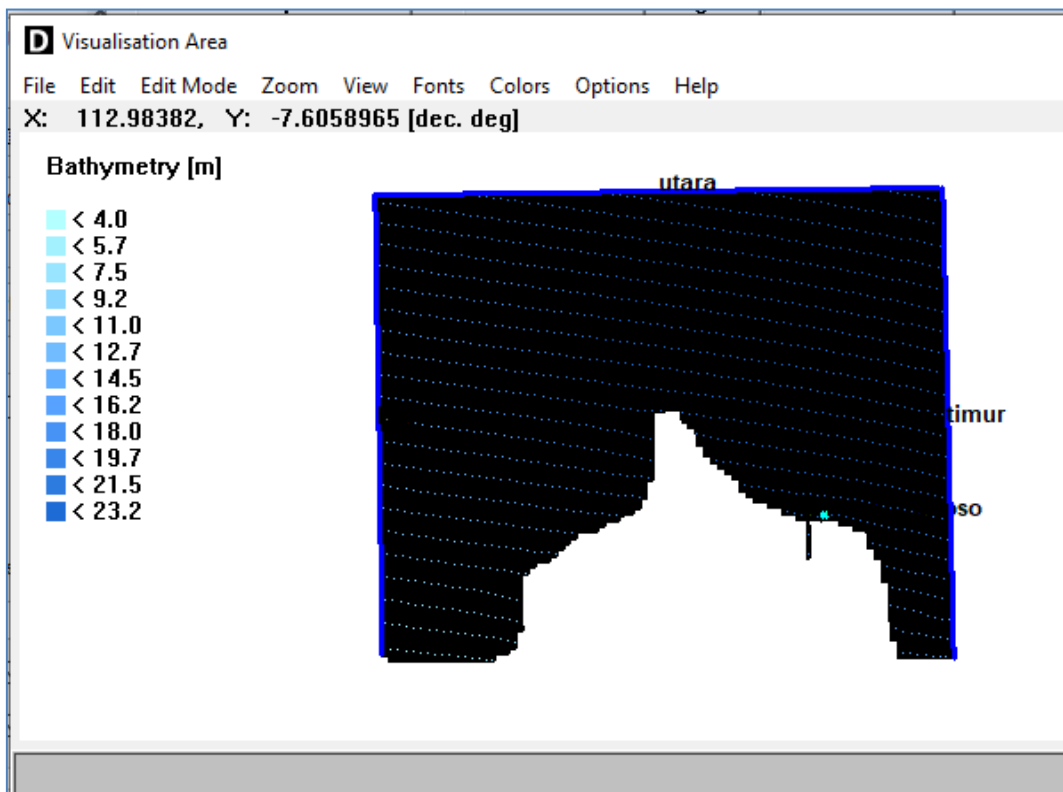 Visualisation Area
File Edit Edit Mode Zoom View Fonts Colors Options Help
X: 112.98382, Y: -7.6058965 [dec. deg]
Bathymetry [m]
< 4.0
< 5.7
< 7.5
< 9.2
< 11.0
< 12.7
< 14.5
< 16.2
< 18.0
< 19.7
< 21.5
< 23.2
utara
timur